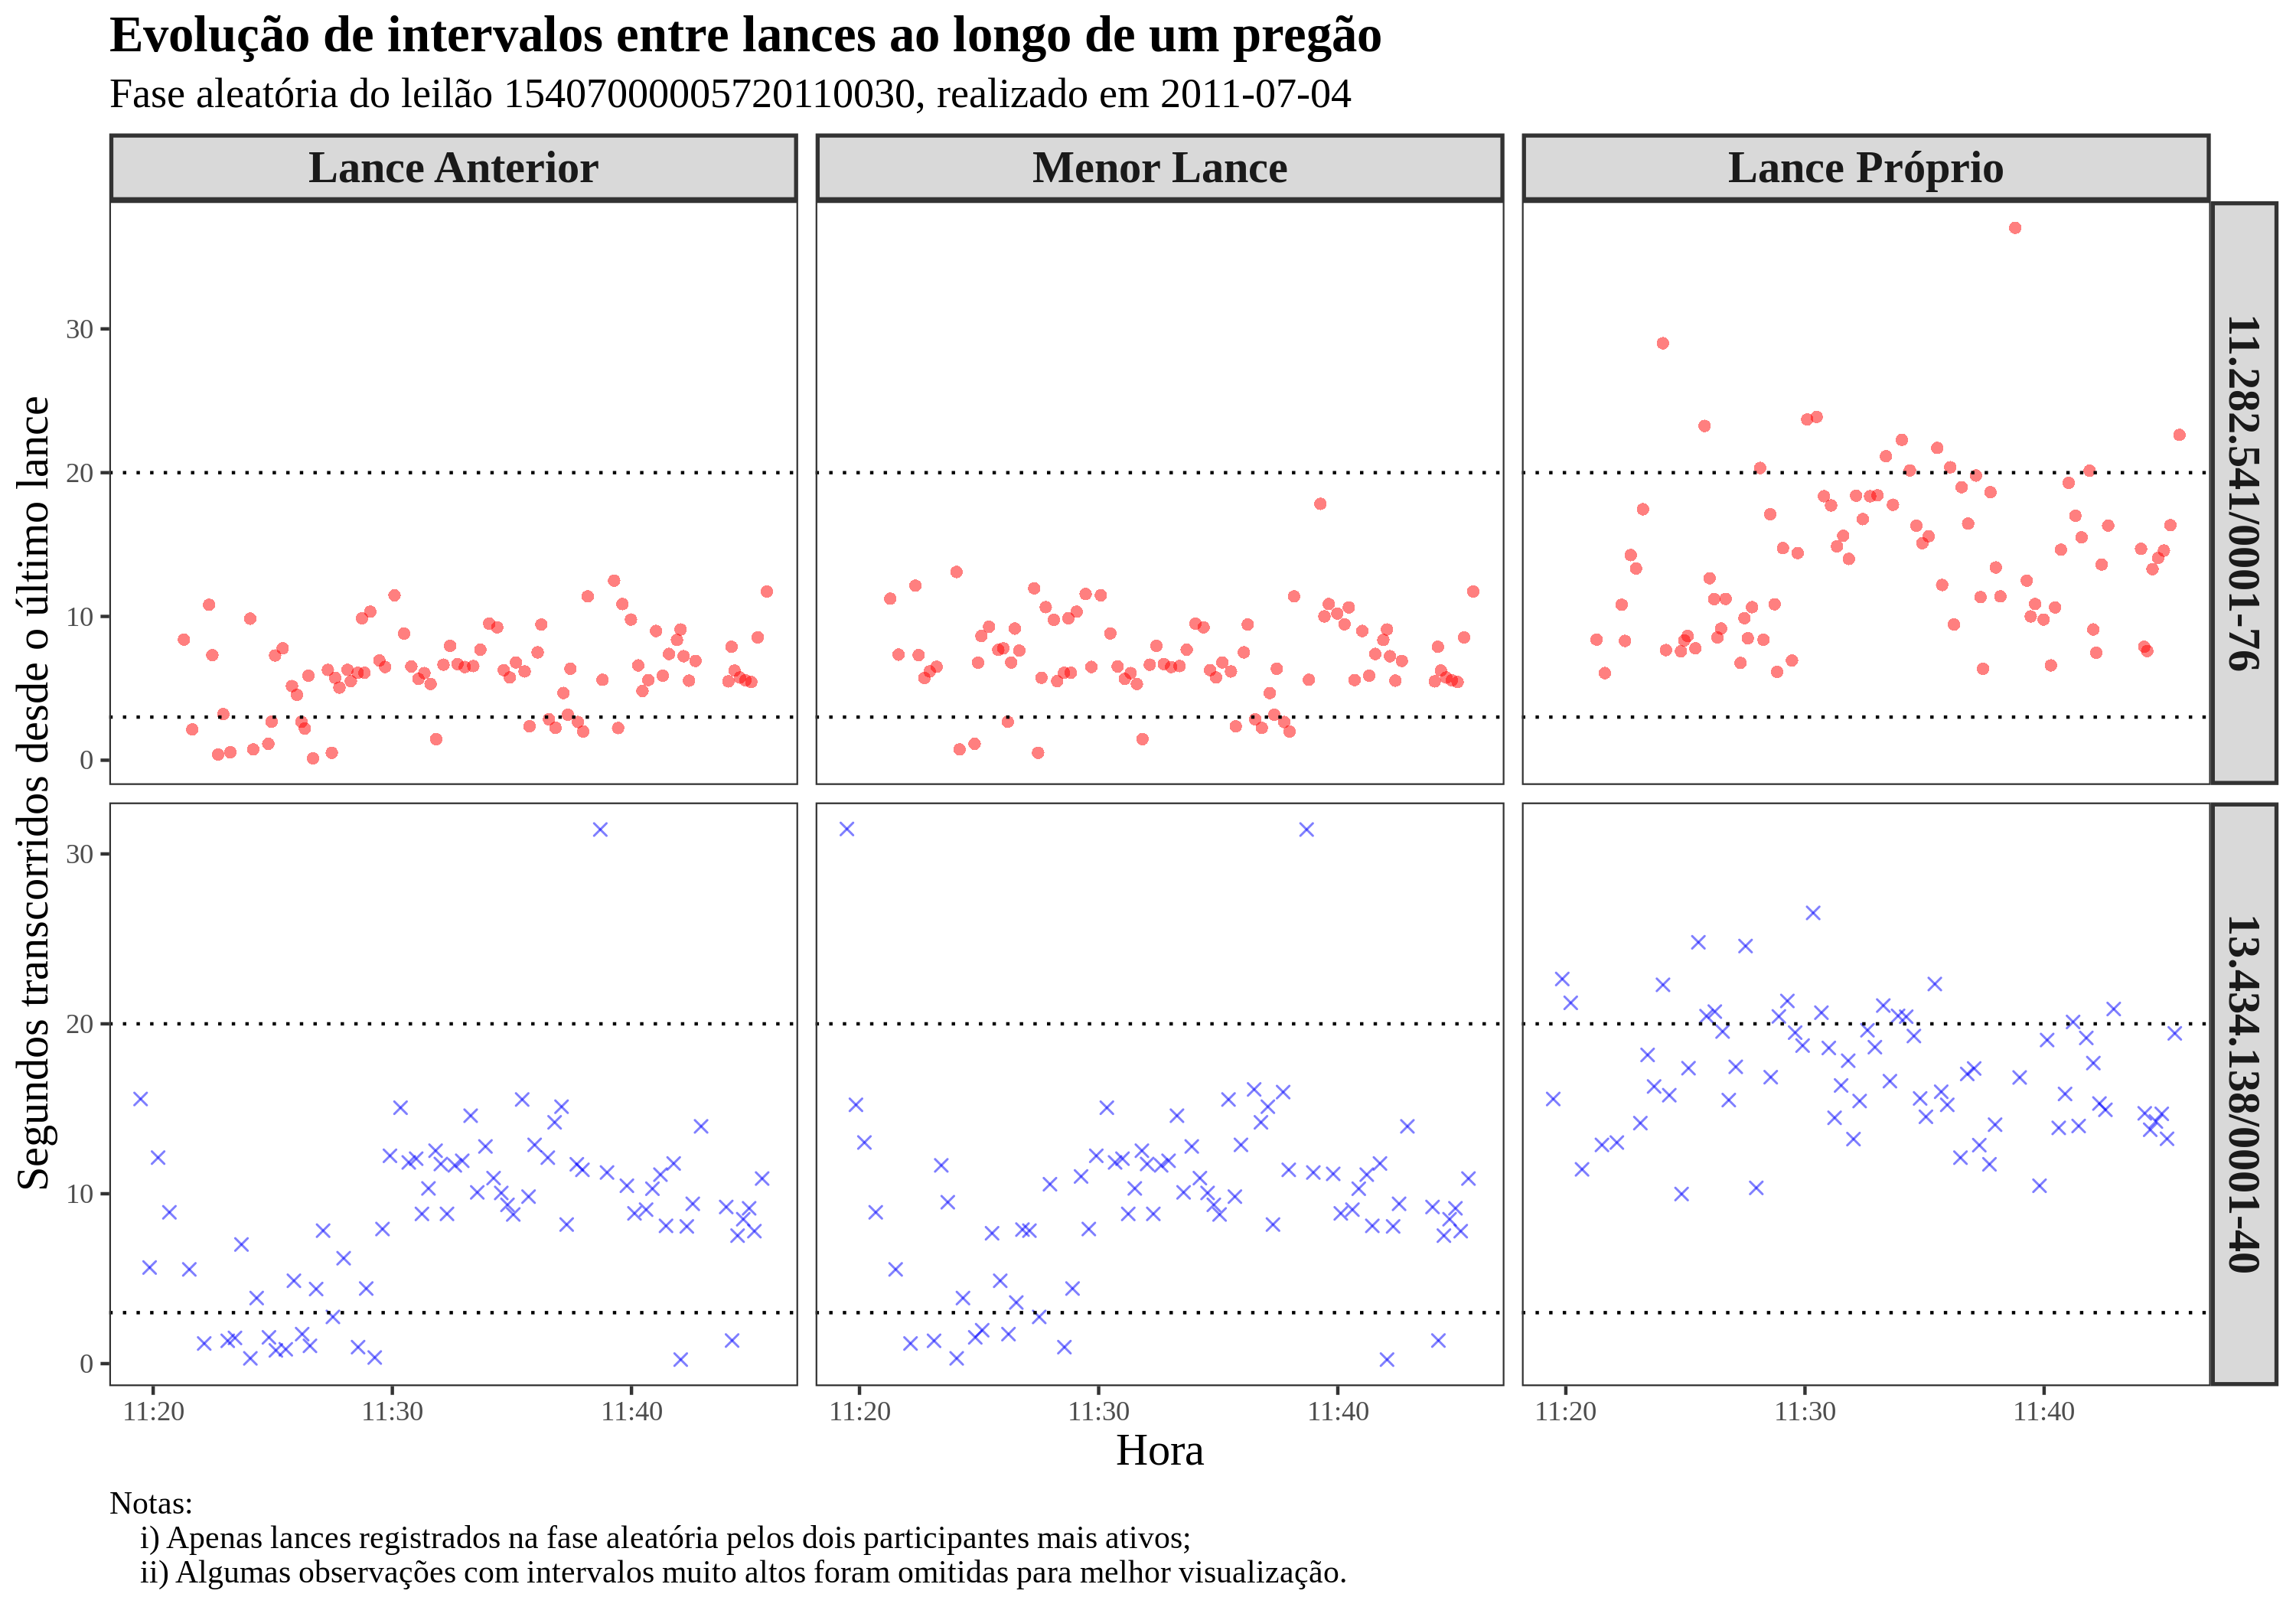 Evolução de intervalos entre lances ao longo de um pregão
Fase aleatória do leilão 15407000005720110030, realizado em 2011-07-04
Lance Anterior
Menor Lance
Lance Próprio
Segundos transcorridos desde o último lance
30
20
10
0
11.282.541/0001-76
30
20
10
0
13.434.138/0001-40
11:20
11:30
11:40
11:20
11:30
11:40
11:20
11:30
11:40
Hora
Notas:
i) Apenas lances registrados na fase aleatória pelos dois participantes mais ativos;
ii) Algumas observações com intervalos muito altos foram omitidas para melhor visualização.